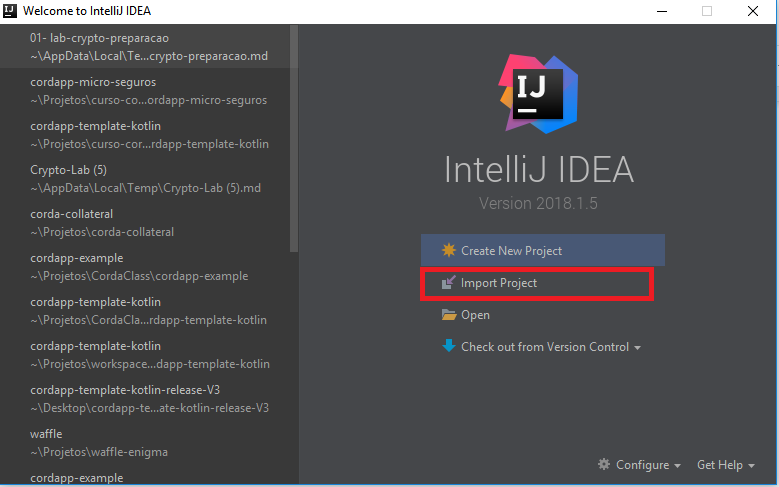 Welcome to IntelliJ IDEA
01- lab-crypto-preparacao
~\AppData\Local\Te...crypto-preparacao.md
cordapp-micro-seguros
~\Projetos\curso-co...ordapp-micro-seguros
cordapp-template-kotlin
~\Projetos\curso-cor...rdapp-template-kotlin
Crypto-Lab (5)
~\AppData\Local\Temp\Crypto-Lab (5).md
corda-collateral
~\Projetos\corda-collateral
cordapp-example
~\Projetos\CordaClass\cordapp-example
cordapp-template-kotlin
~\Projetos\CordaCla...rdapp-template-kotlin
cordapp-template-kotlin
~\Projetos\workspace...dapp-template-kotlin
cordapp-template-kotlin-release-V3
~\Desktop\cordapp-te...ate-kotlin-release-V3
waffle
~\Projetos\waffle-enigma
cordapp-example
IJ
IntelliJ IDEA
Version 2018.1.5
Create New Project
Import Project
Open
Check out from Version Control
Configure
Get Help